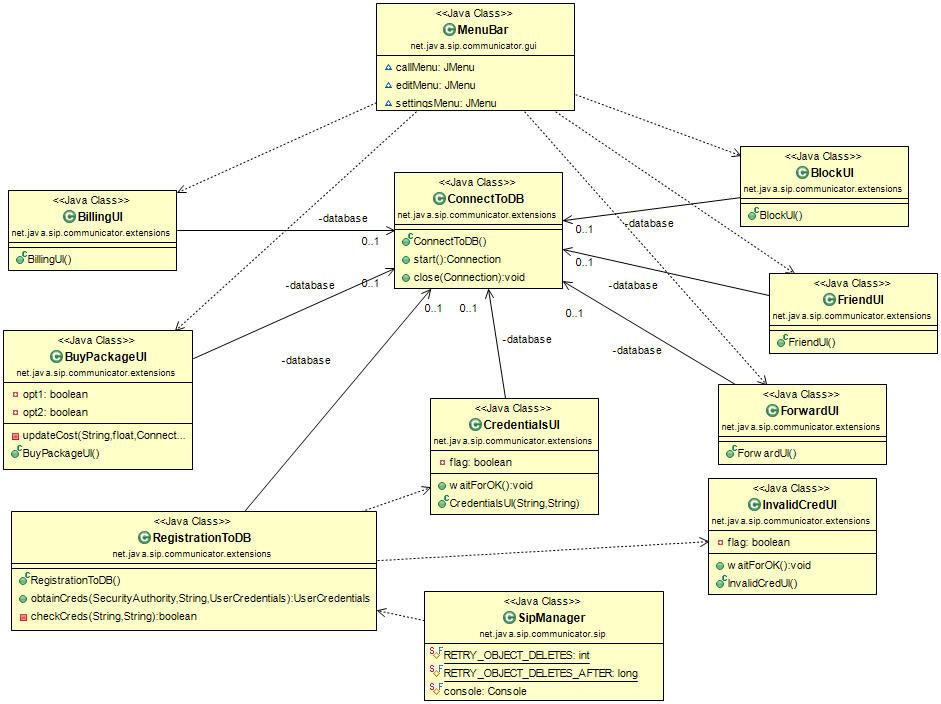 <<Java Class>>
MenuBar
net.java.sip.communicator.gui
callMenu: JMenu
editMenu: JMenu
settingsMenu: JMenu
<<Java Class>>
BlockUI
net.java.sip.communicator.extensions
BlockUI()
<<Java Class>>
ConnectToDB
net.java.sip.communicator.extensions
ConnectToDB()
start():Connection
close(Connection):void
<<Java Class>>
BillingUI
net.java.sip.communicator.extensions
BillingUI()
-database
0..1
0..1
-database
0..1
-database
0..1
-database
<<Java Class>>
FriendUI
net.java.sip.communicator.extensions
FriendUI()
0..1
0..1
0..1
-database
-database
-database
<<Java Class>>
BuyPackageUI
net.java.sip.communicator.extensions
opt1: boolean
opt2: boolean
updateCost(String,float,Connect...
BuyPackageUI()
<<Java Class>>
CredentialsUI
net.java.sip.communicator.extensions
flag: boolean
waitForOK():void
CredentialsUI(String,String)
<<Java Class>>
ForwardUI
net.java.sip.communicator.extensions
ForwardUI()
<<Java Class>>
InvalidCredUI
net.java.sip.communicator.extensions
flag: boolean
waitForOK():void
InvalidCredUI()
<<Java Class>>
RegistrationToDB
net.java.sip.communicator.extensions
RegistrationToDB()
obtainCreds(SecurityAuthority,String,UserCredentials):UserCredentials
checkCreds(String,String):boolean
<<Java Class>>
SipManager
net.java.sip.communicator.sip
RETRY_OBJECT_DELETES: int
RETRY_OBJECT_DELETES_AFTER: long
console: Console